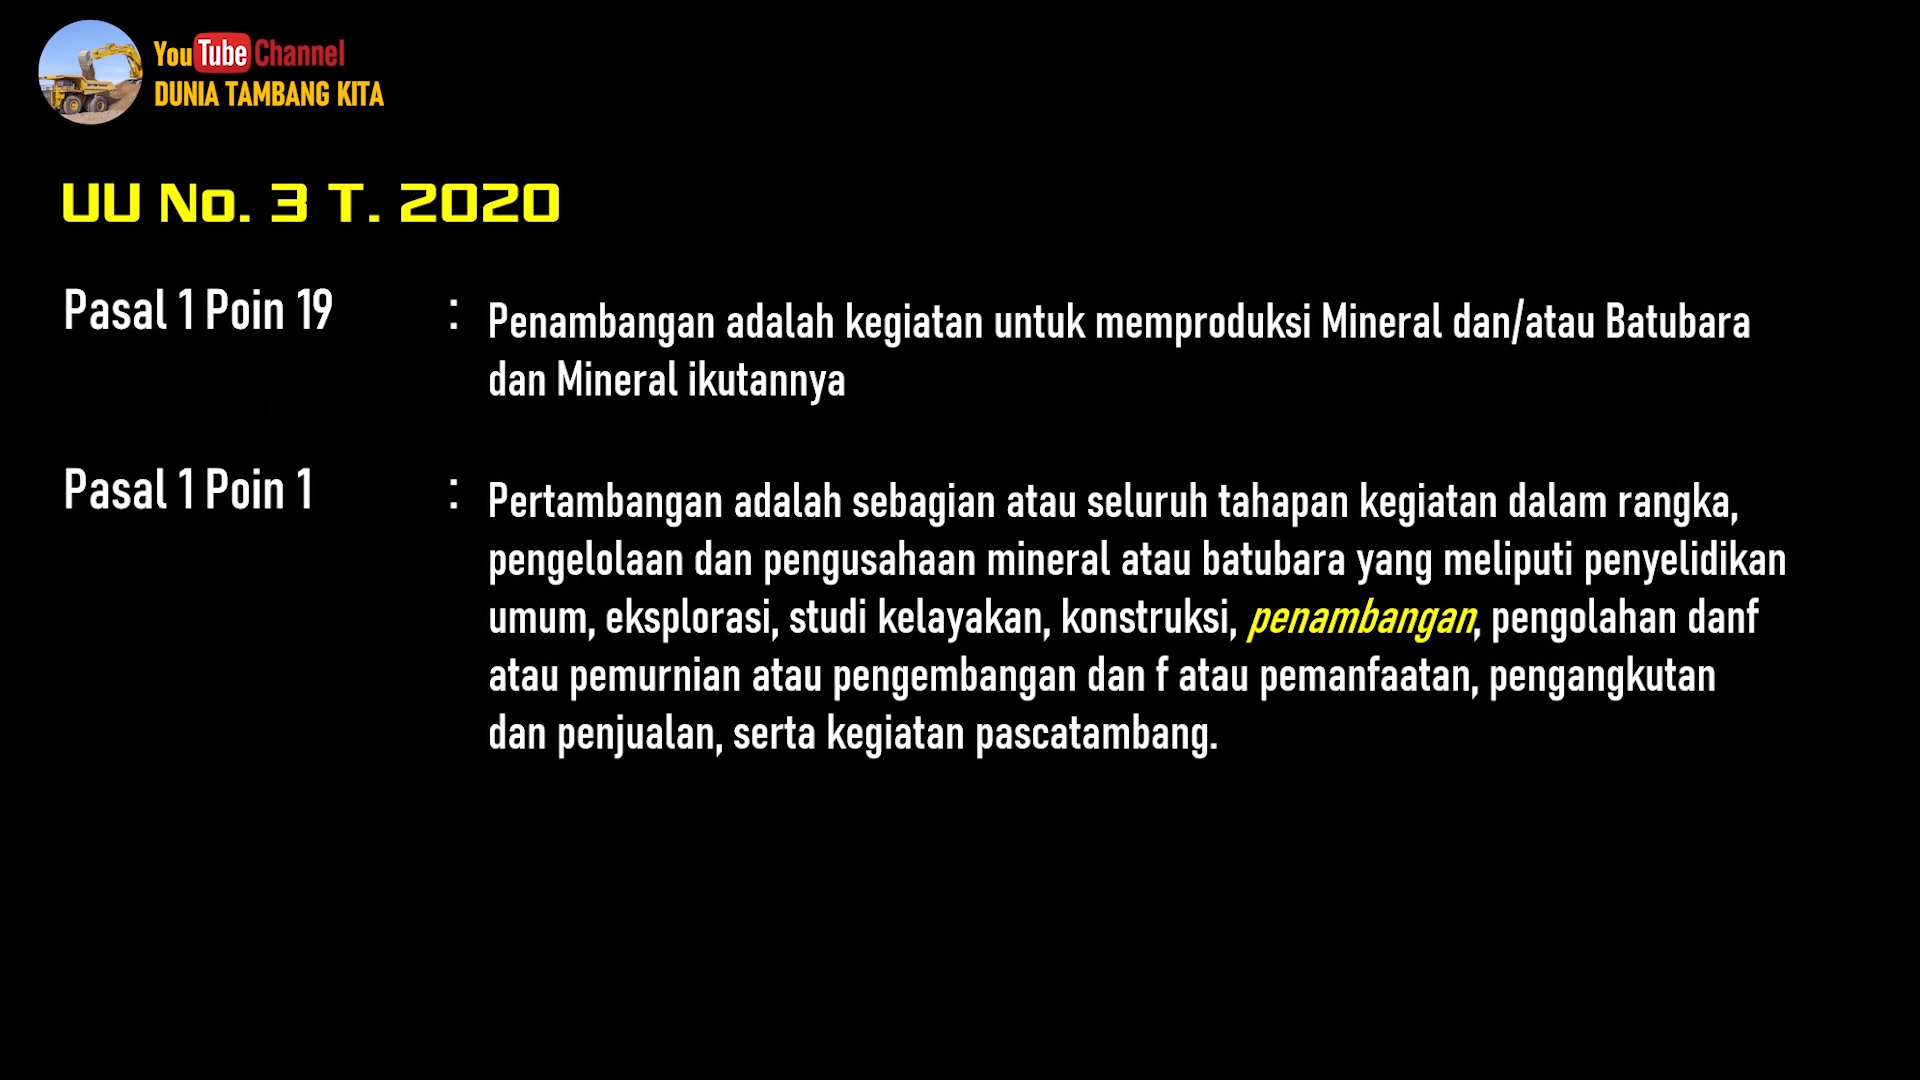 YouTube Channel
DUNIA TAMBANG KITA
UU No. 3 T. 2020
Pasal 1 Poin 19 : Penambangan adalah kegiatan untuk memproduksi Mineral dan/atau Batubara
dan Mineral ikutannya
Pasal 1 Poin 1 : Pertambangan adalah sebagian atau seluruh tahapan kegiatan dalam rangka,
pengelolaan dan pengusahaan mineral atau batubara yang meliputi penyelidikan
umum, eksplorasi, studi kelayakan, konstruksi, penambangan, pengolahan danf
atau pemurnian atau pengembangan dan f atau pemanfaatan, pengangkutan
dan penjualan, serta kegiatan pascatambang.